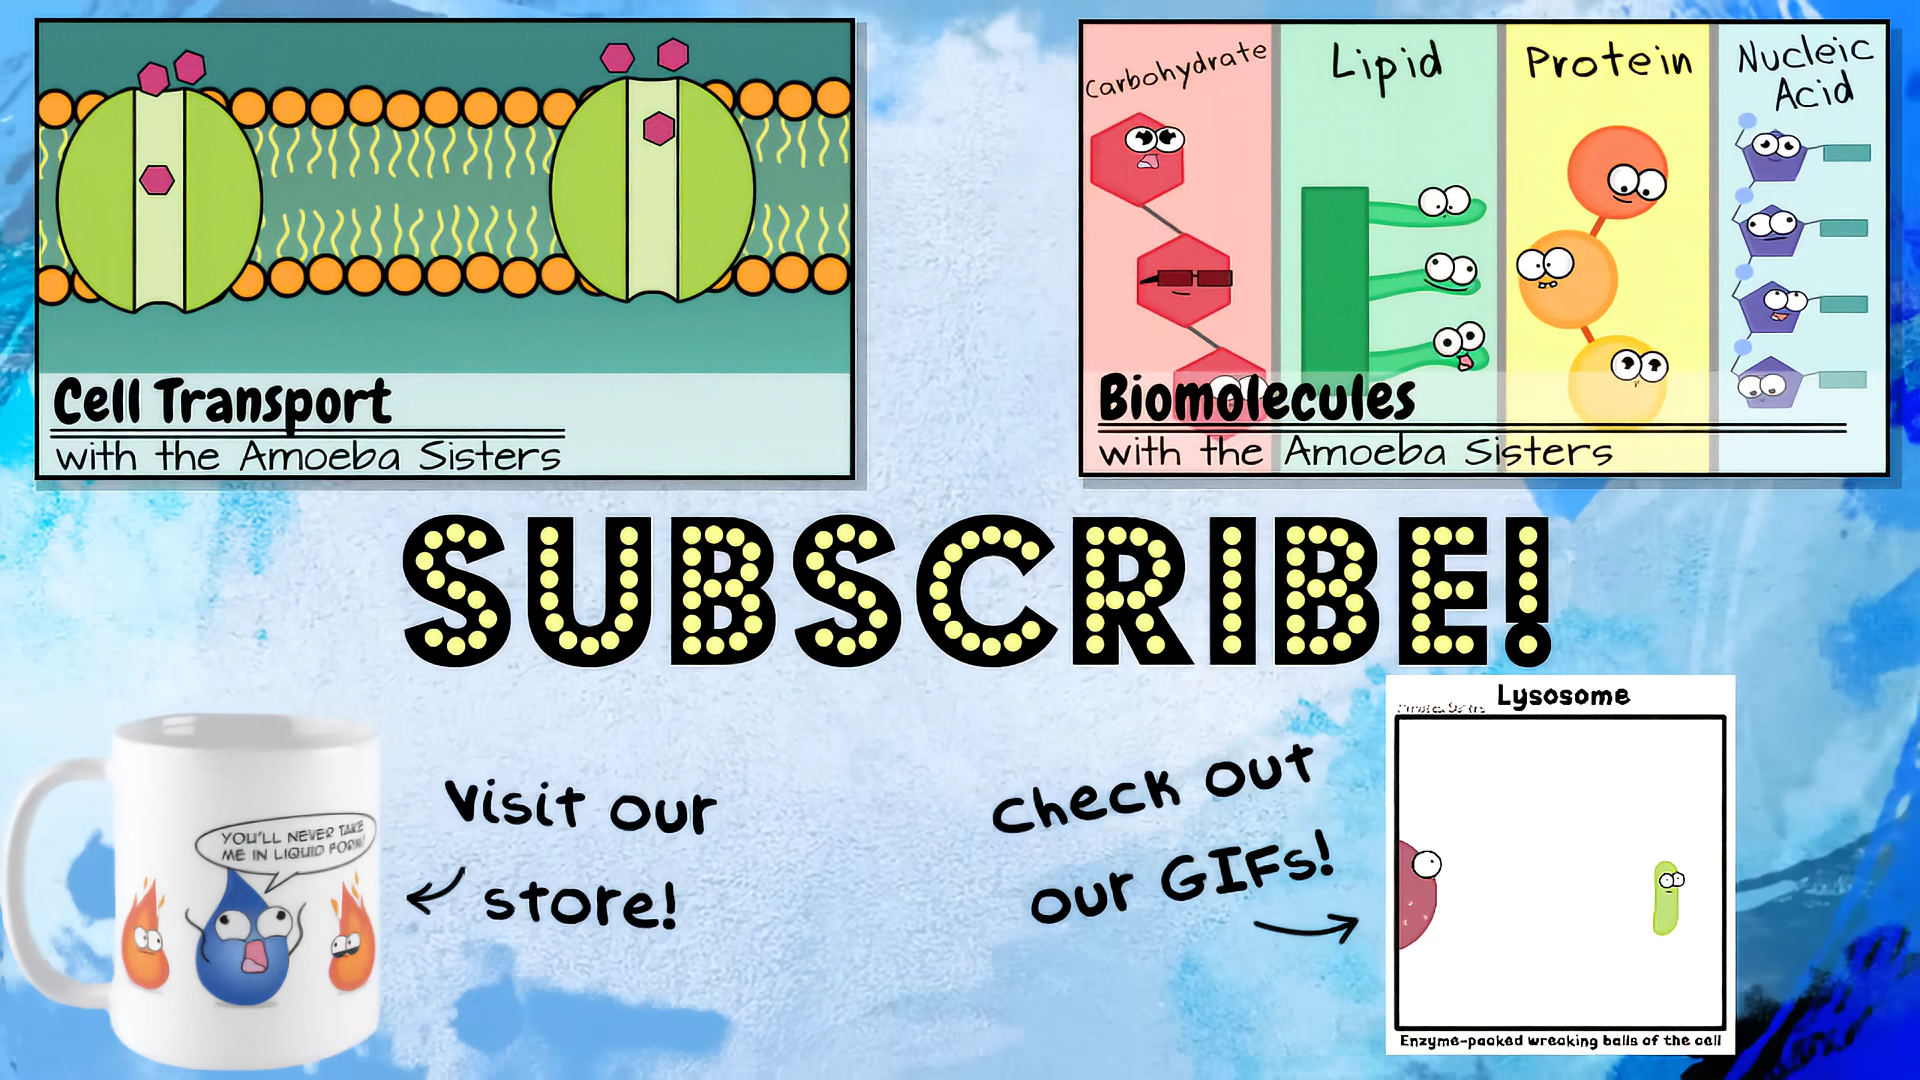 Cell Transport
with the Amoeba Sisters
Carbohydrate
Lipid
Protein
Nucleic
Acid
Biomolecules
with the Amoeba Sisters
SUBSCRIBE!
YOU'LL NEVER TAKE
ME IN LIQUID FORM!
Visit our
store!
Check out
our GIFs!
Lysosome
Amoeba Sisters
Enzyme-packed wrecking balls of the cell